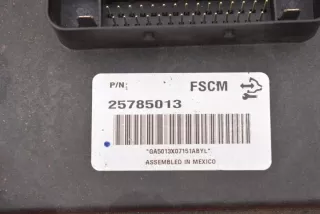 P/N:
FSCM
25785013
"GA5013X07151ABYL"
ASSEMBLED IN MEXICO